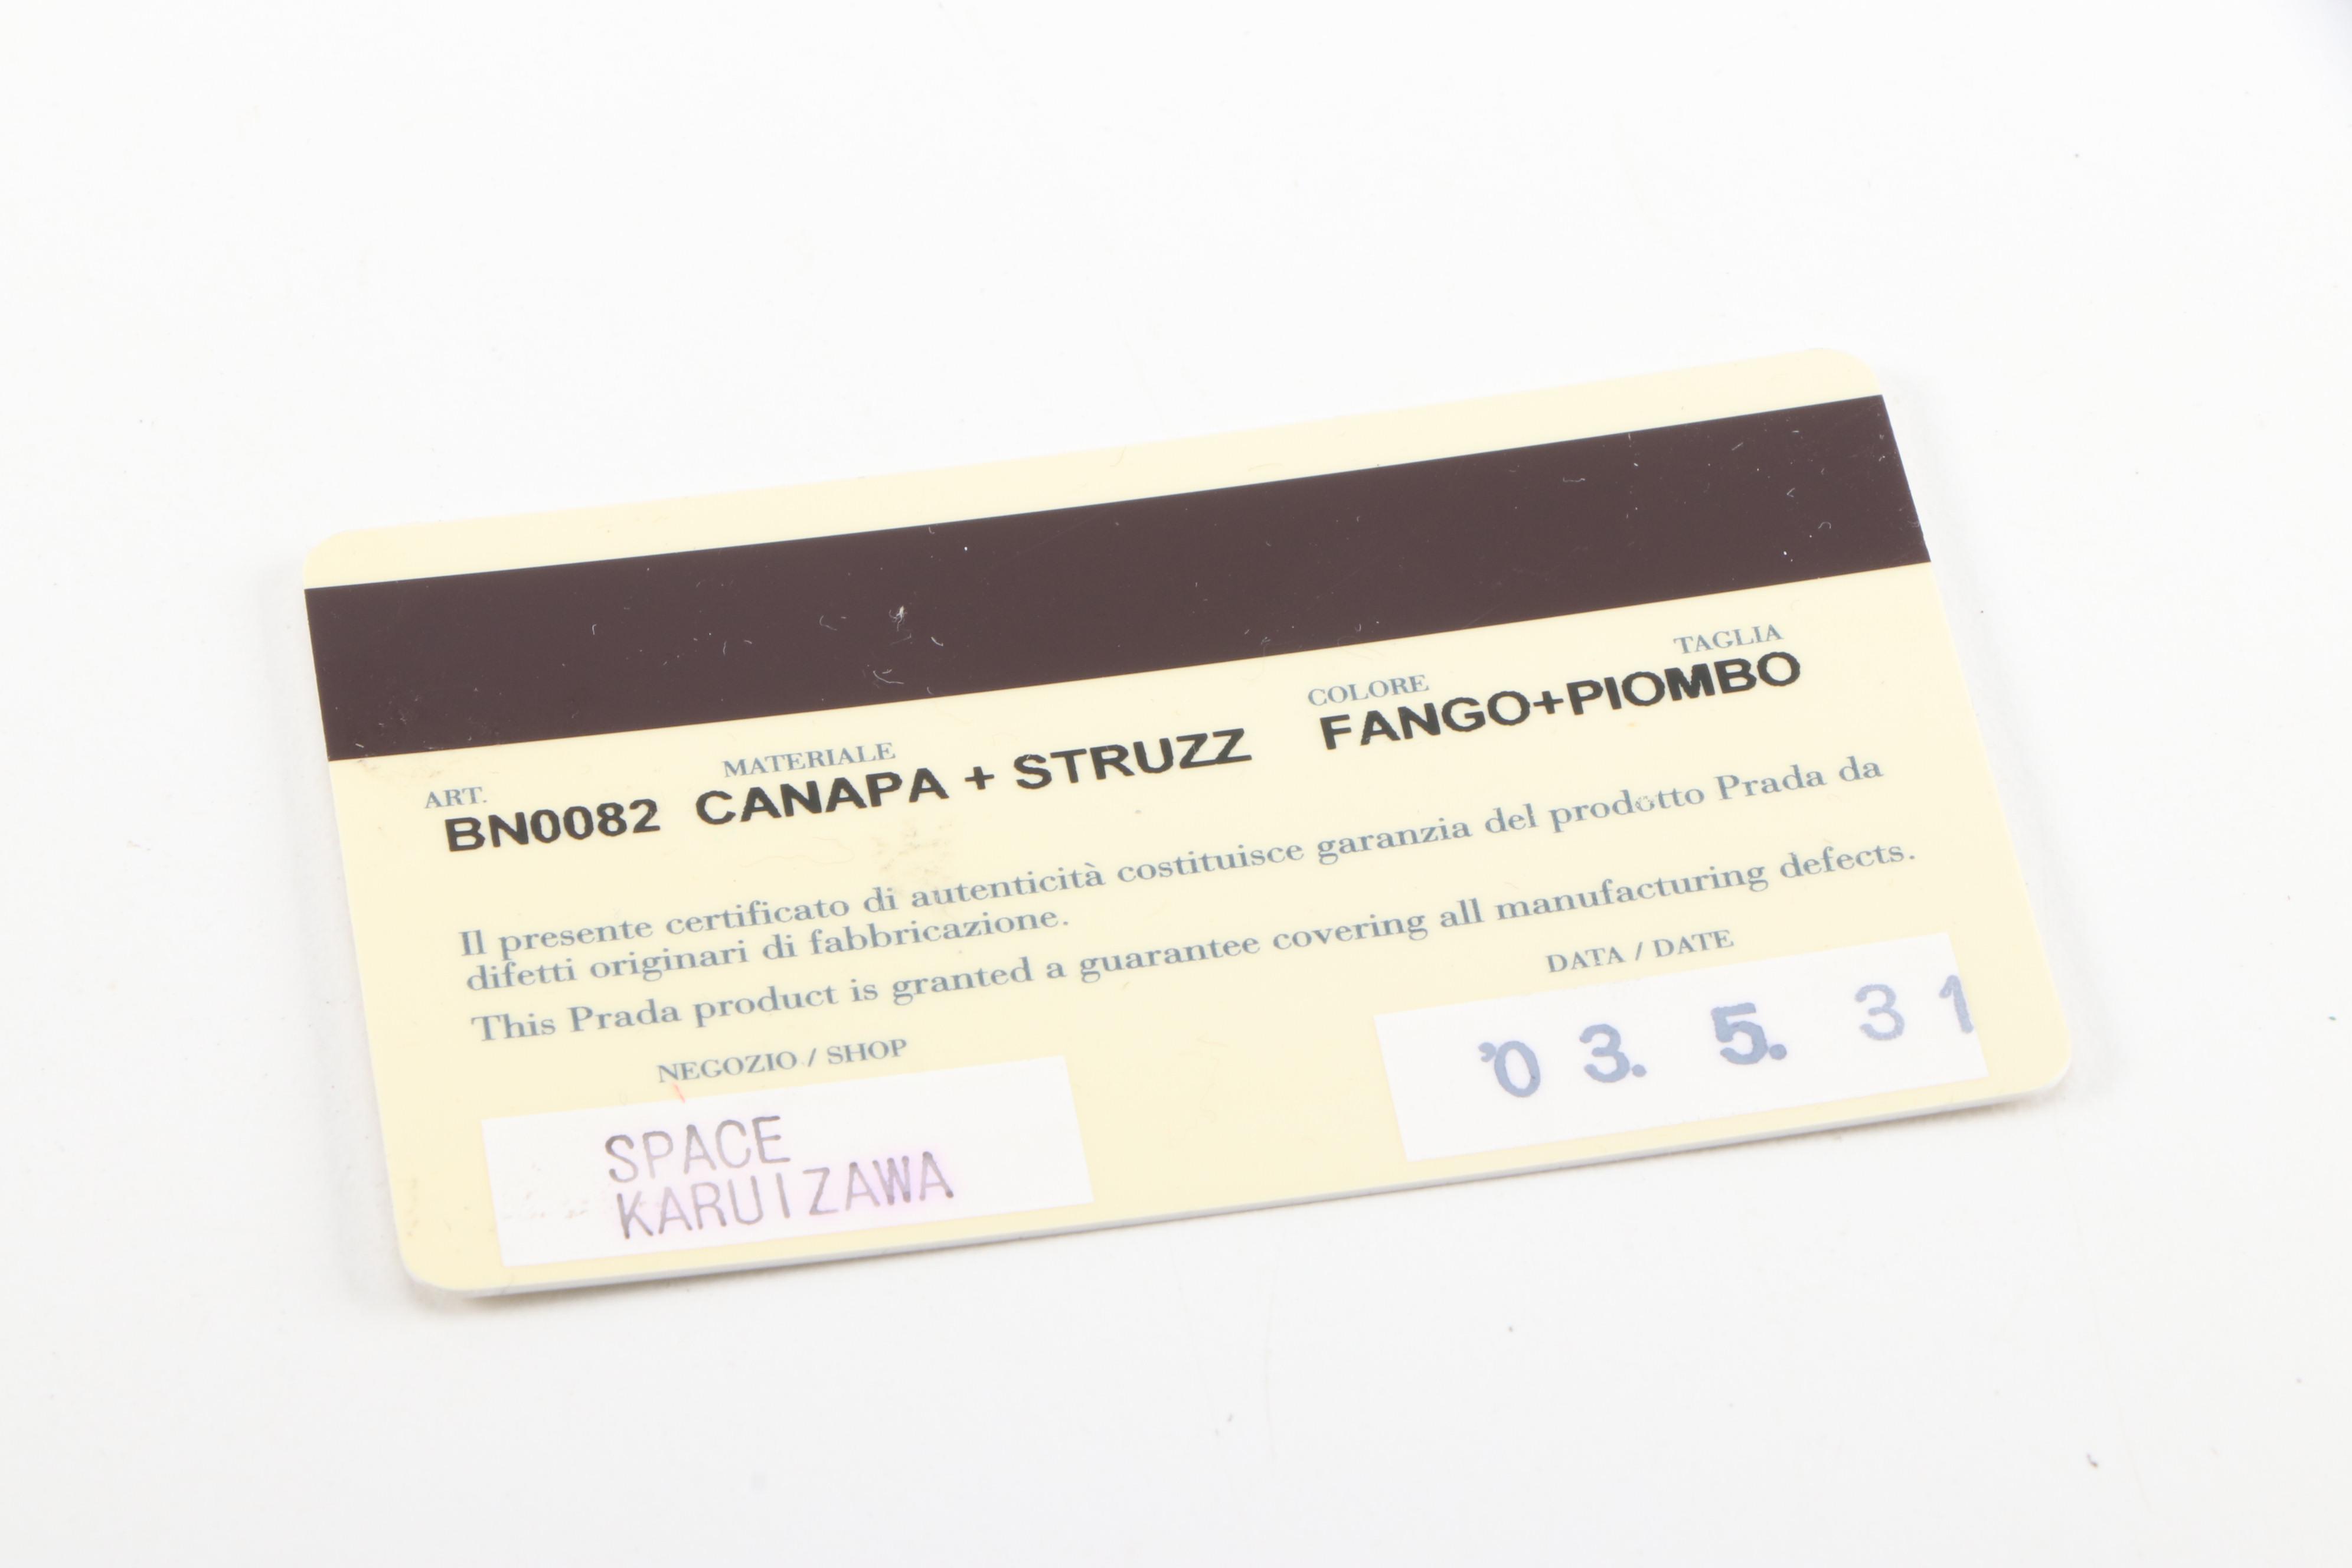 ART. MATERIALE COLORE TAGLIA
BN0082 CANAPA + STRUZZ FANGO+PIOMBO
Il presente certificato di autenticità costituisce garanzia del prodotto Prada da
difetti originari di fabbricazione.
This Prada product is granted a guarantee covering all manufacturing defects.
NEGOZIO / SHOP
SPACE
KARUIZAWA
DATA / DATE
'03. 5. 31